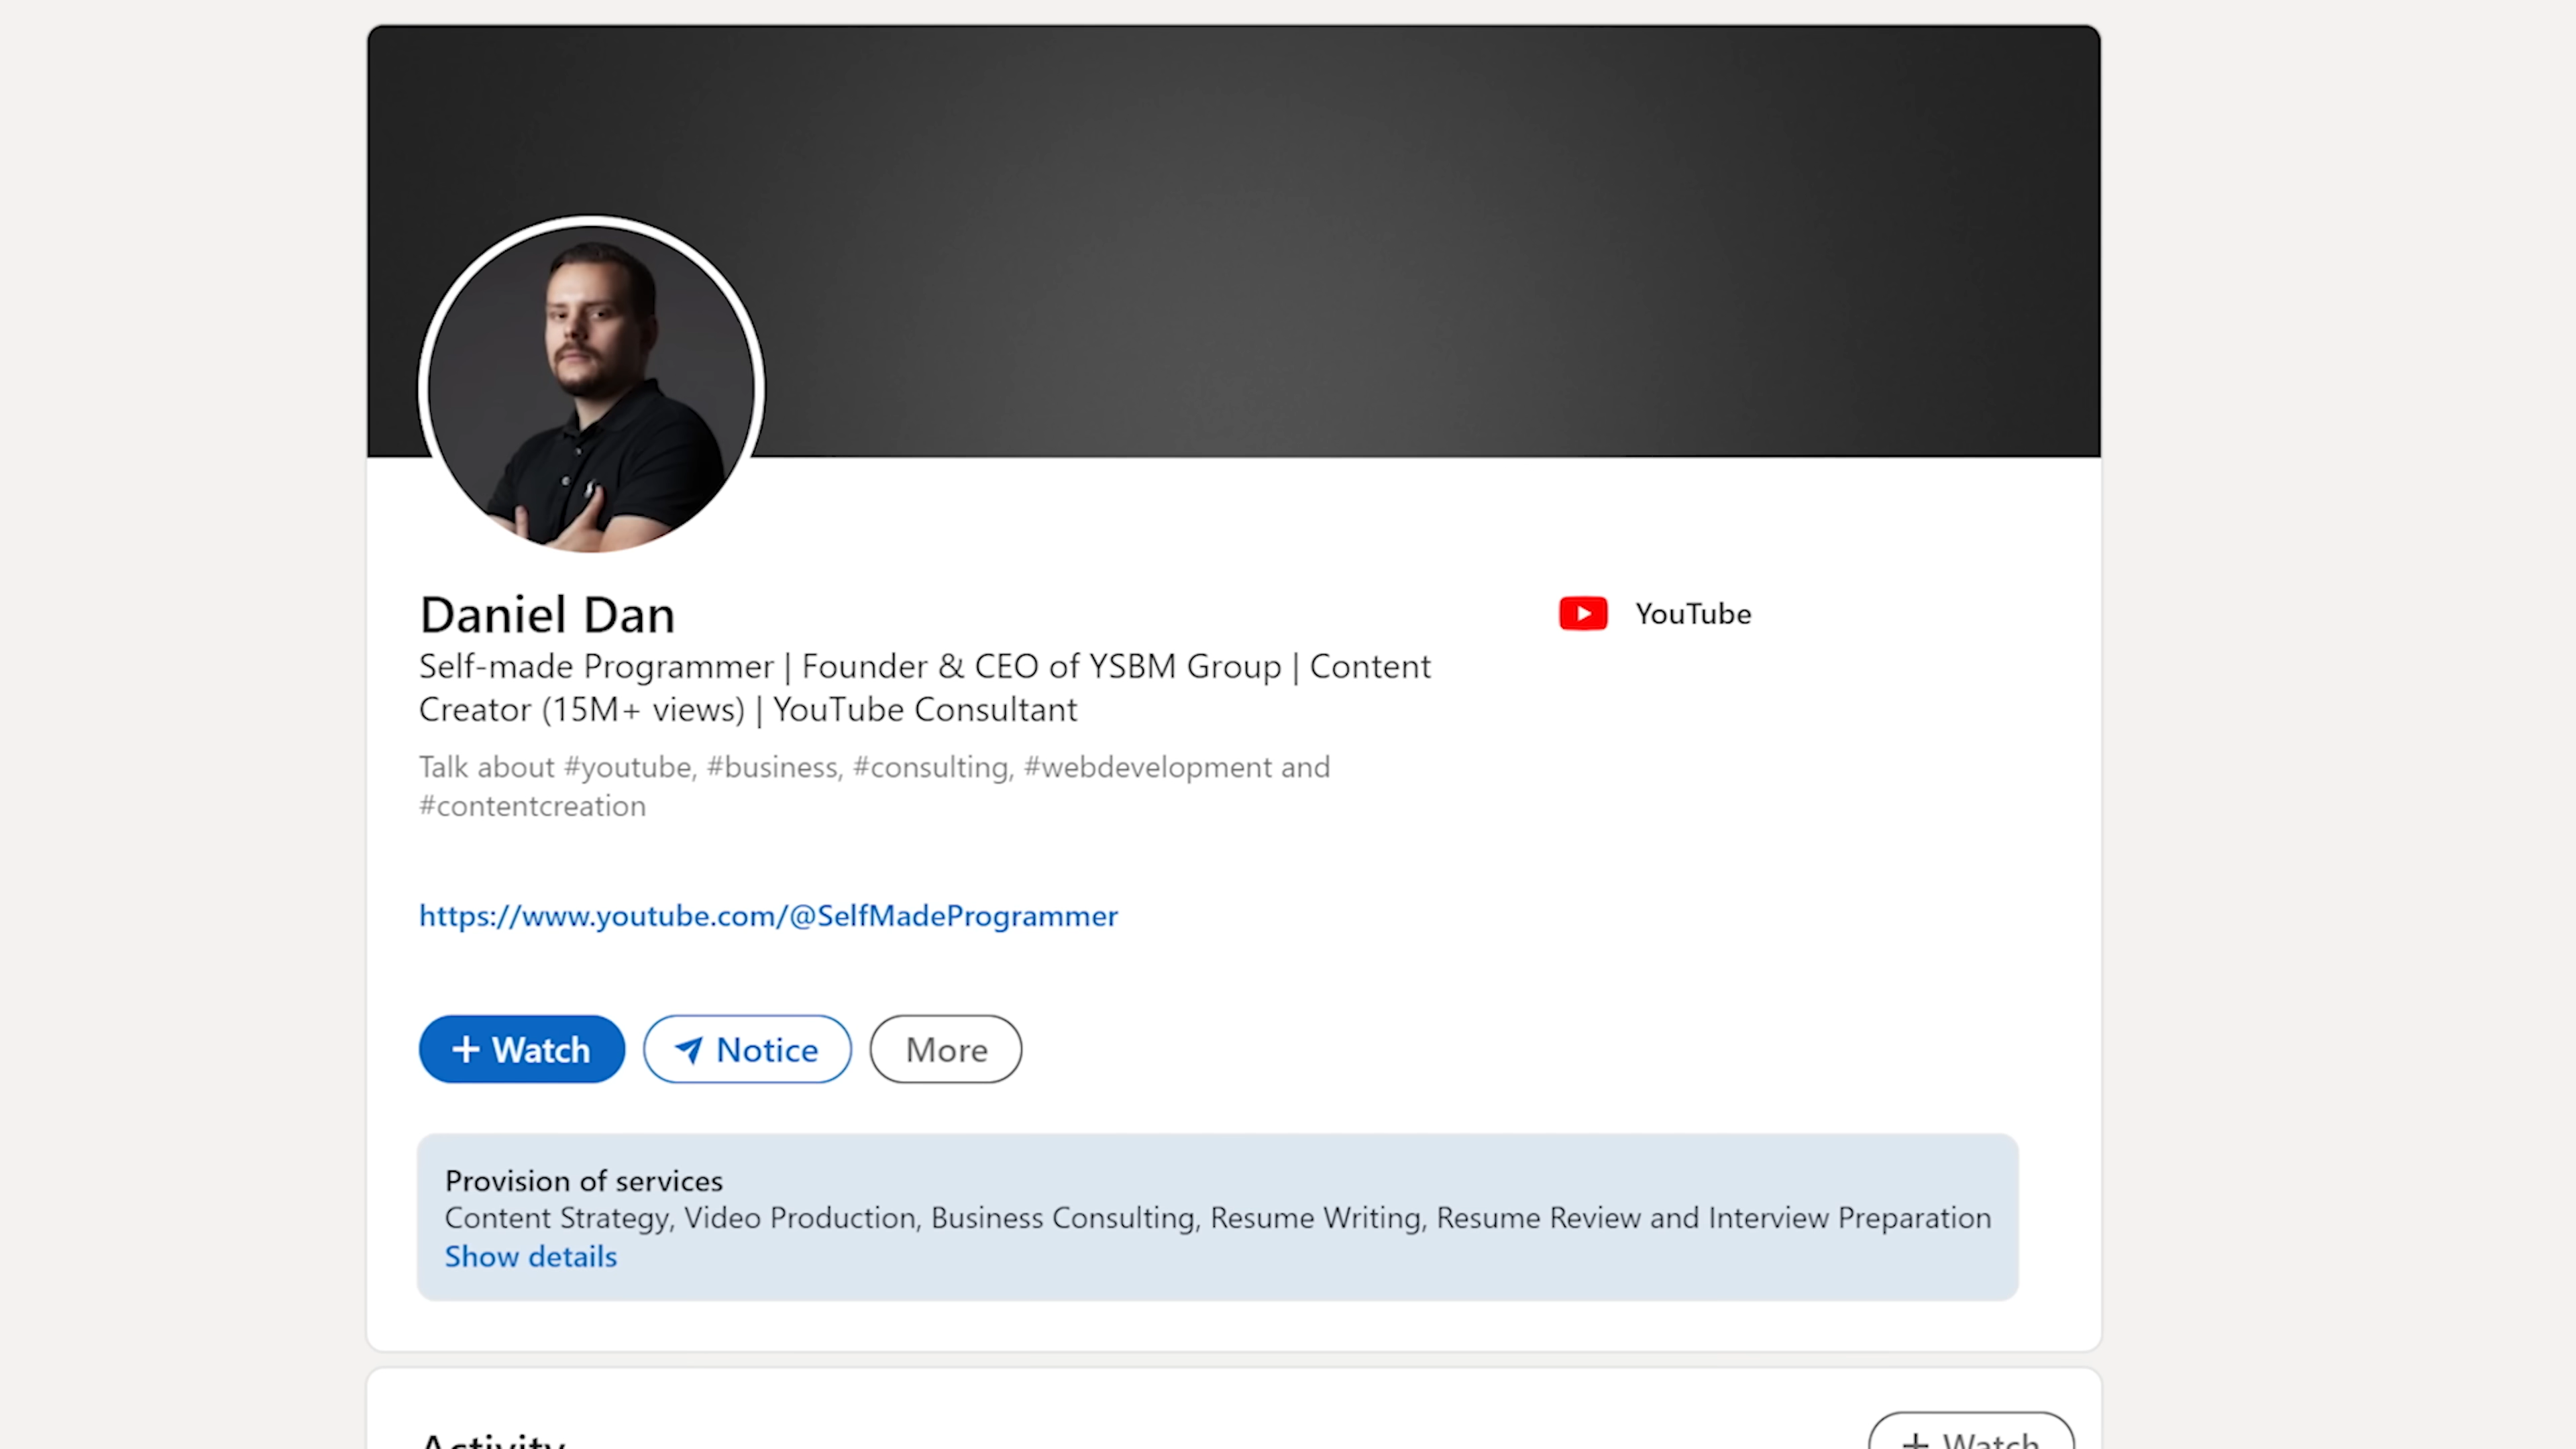 Daniel Dan
YouTube
Self-made Programmer | Founder & CEO of YSBM Group | Content
Creator (15M+ views) | YouTube Consultant
Talk about #youtube, #business, #consulting, #webdevelopment and
#contentcreation
https://www.youtube.com/@SelfMadeProgrammer
+ Watch
Notice
More
Provision of services
Content Strategy, Video Production, Business Consulting, Resume Writing, Resume Review and Interview Preparation
Show details
Activity
+ Watch